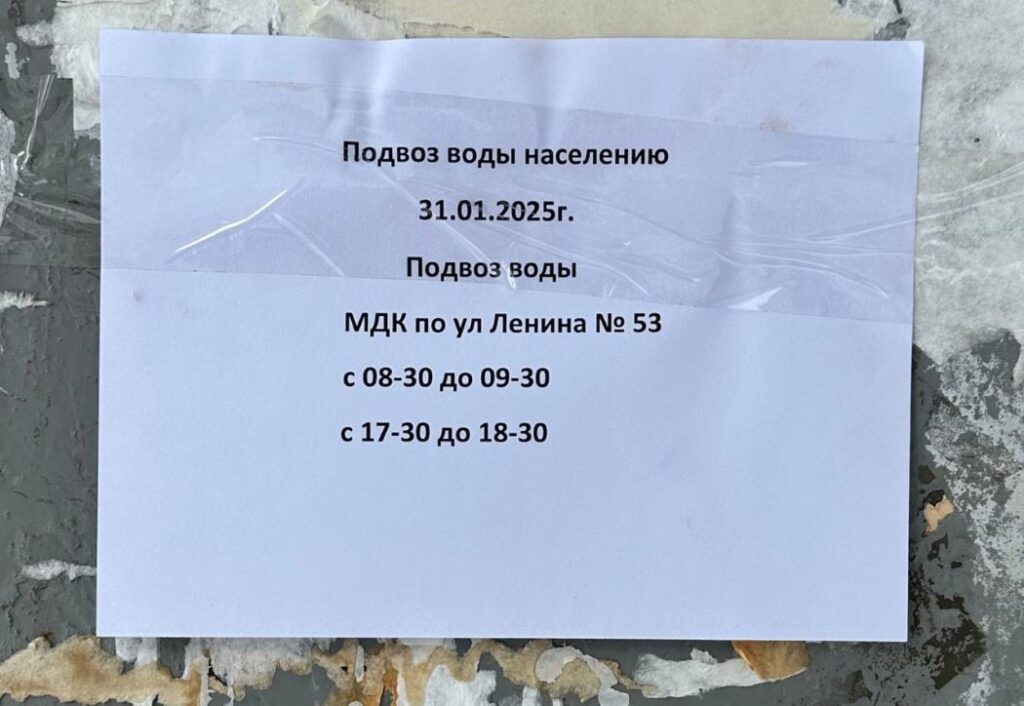 Подвоз воды населению
31.01.2025г.
Подвоз воды
МДК по ул Ленина № 53
с 08-30 до 09-30
с 17-30 до 18-30